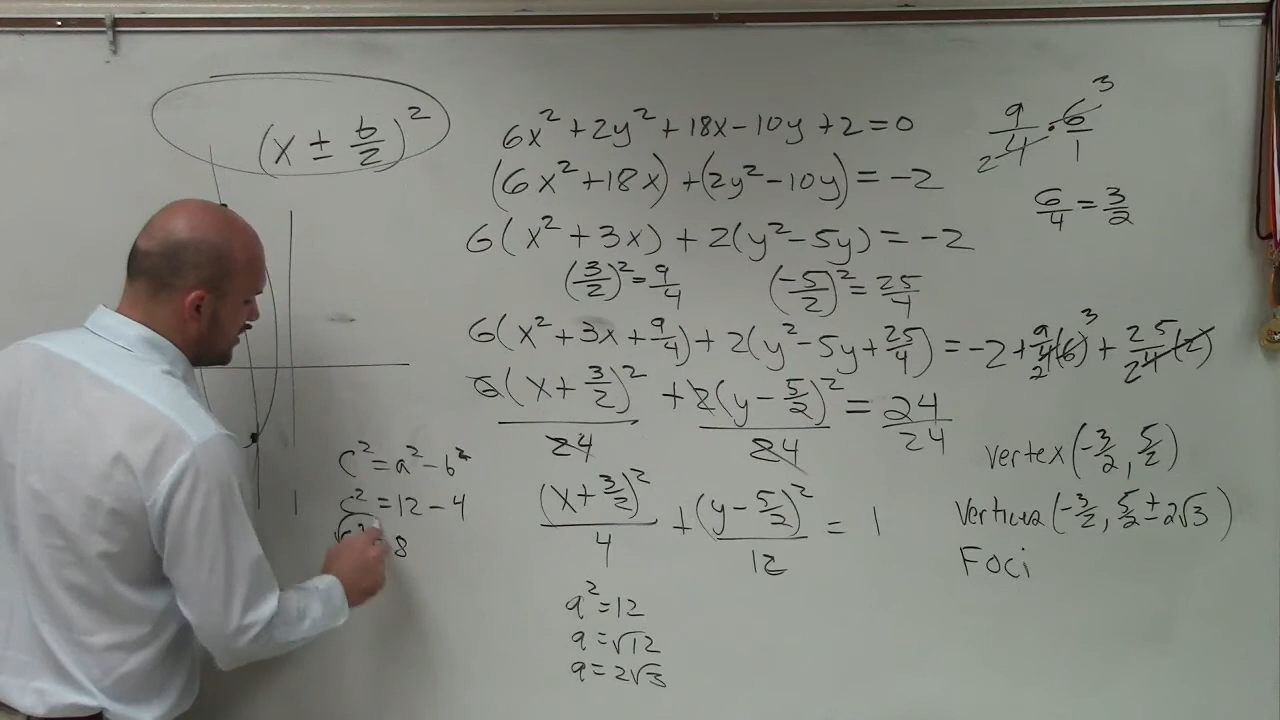 (x ± b/2)²
6x² + 2y² + 18x - 10y + 2 = 0
(6x² + 18x) + (2y² - 10y) = -2
6(x² + 3x) + 2(y² - 5y) = -2
(3/2)² = 9/4 (-5/2)² = 25/4
6(x² + 3x + 9/4) + 2(y² - 5y + 25/4) = -2 + 9/4(6) 2 3 + 25/4(2) 2
6(x + 3/2)²/24 + 2(y - 5/2)²/24 = 24/24
(x + 3/2)²/4 + (y - 5/2)²/12 = 1
a² = 12
a = √12
a = 2√3
9/4 · 6/1 2 3
6/4 = 3/2
c² = a² - b²
c² = 12 - 4
= 8
vertex (-3/2, 5/2)
(-3/2, 5/2 ± 2√3)
Foci